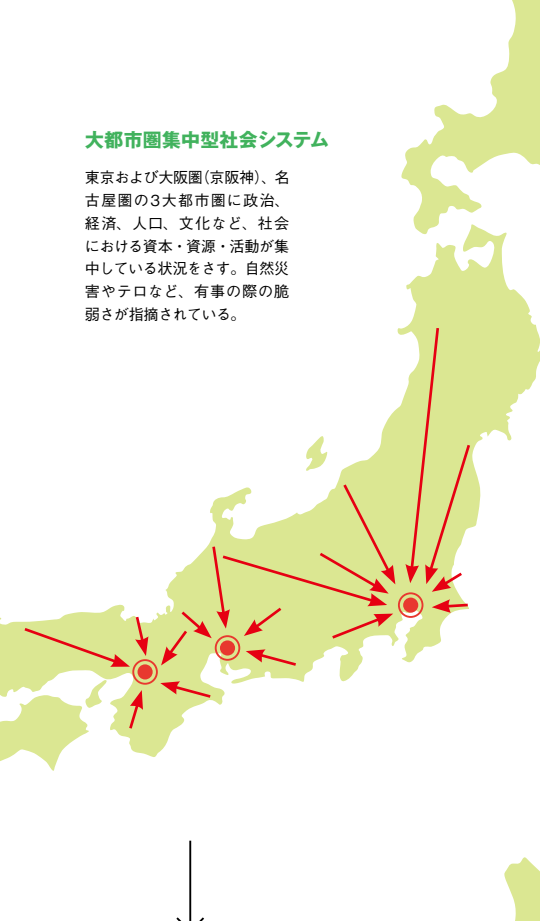 大都市圏集中型社会システム
東京および大阪圏(京阪神)、名
古屋圏の3大都市圏に政治、
経済、人口、文化など、社会
における資本・資源・活動が集
中している状況をさす。自然災
害やテロなど、有事の際の脆
弱さが指摘されている。